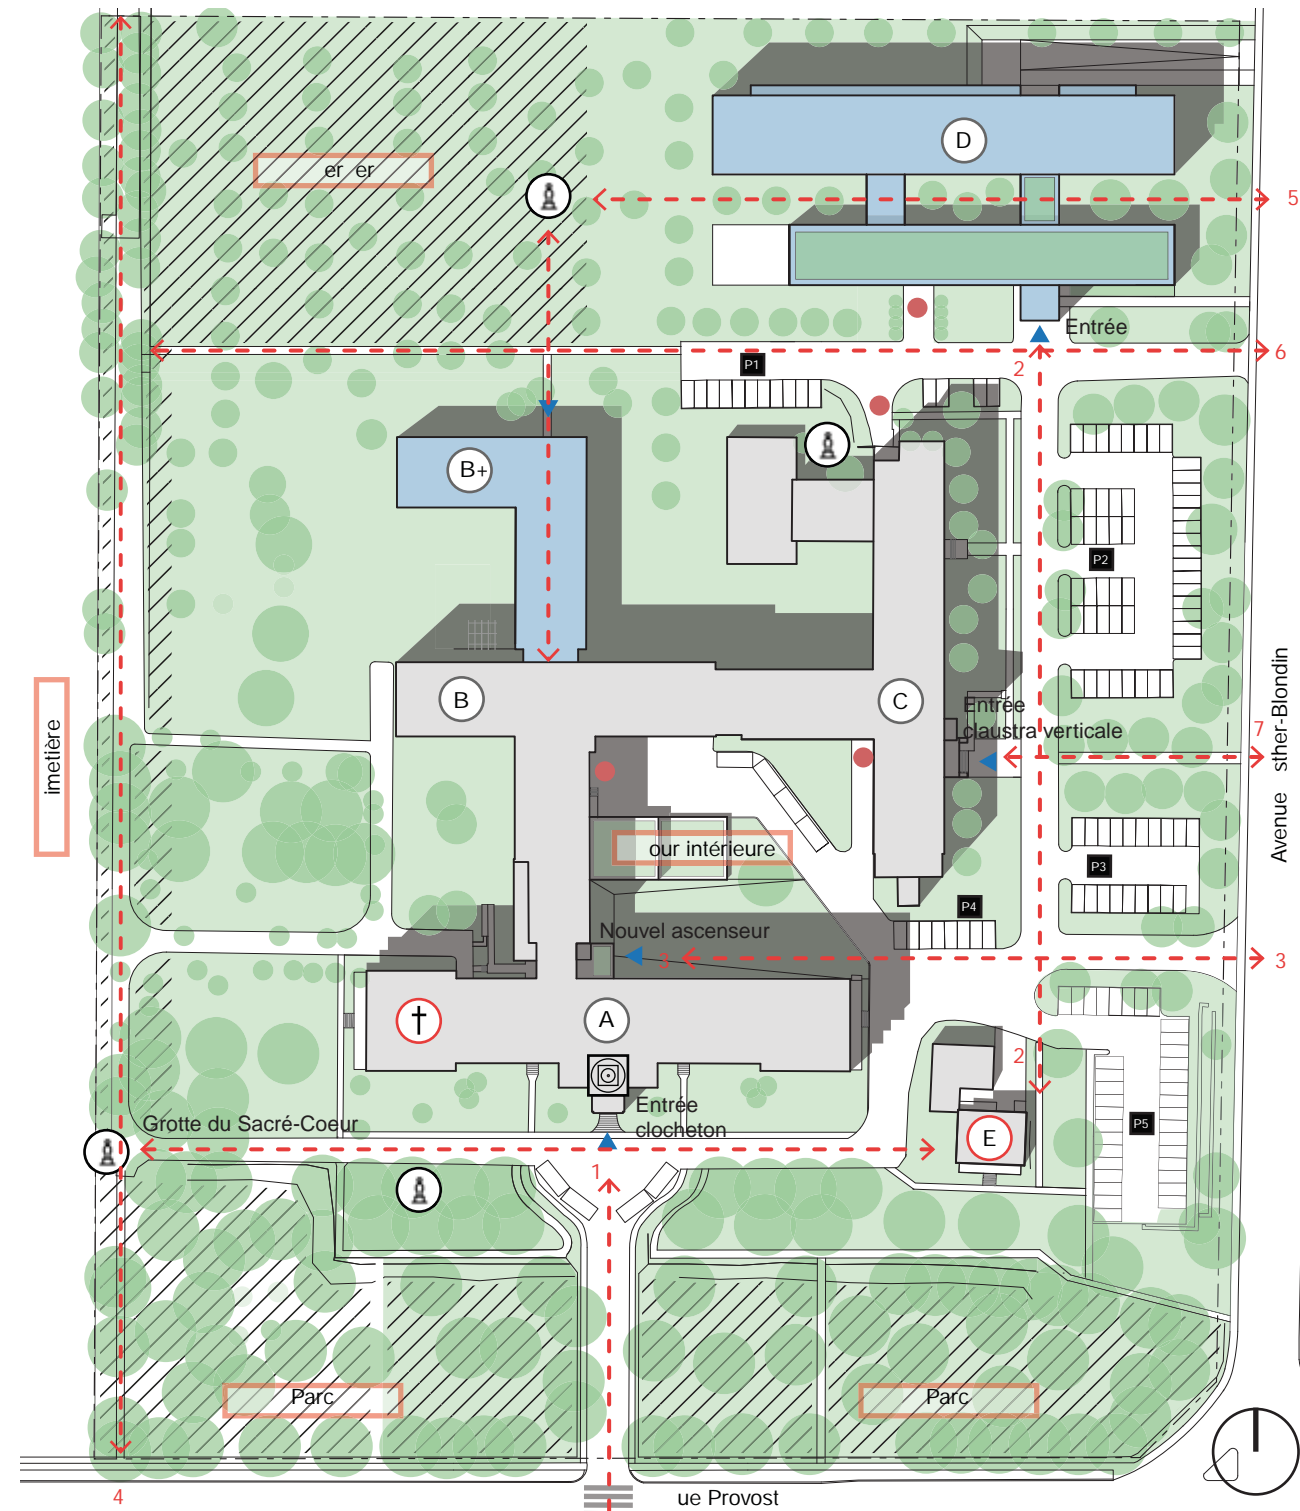 D
er er
5
Entrée
6
P1
2
B+
P2
B
C
Entrée
claustra verticale
7
imetière
Avenue sther-Blondin
our intérieure
P3
P4
Nouvel ascenseur
3
3
A
2
Entrée
clocheton
Grotte du Sacré-Coeur
E
P5
1
Parc
Parc
4
ue Provost